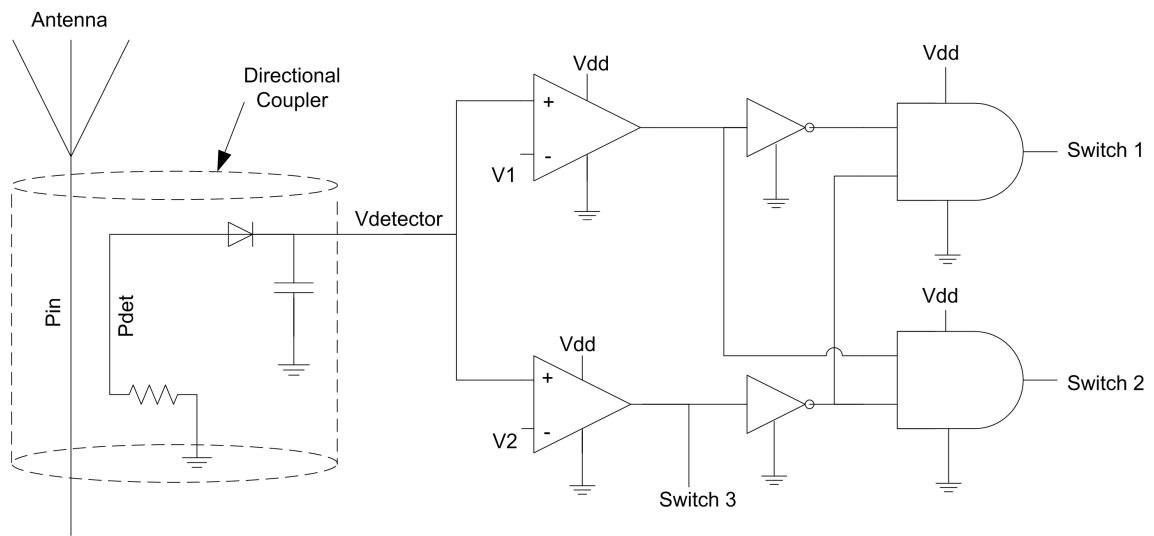 Antenna
Directional
Coupler
Pin
Pdet
Vdetector
Vdd
+
-
V1
Vdd
+
-
V2
Switch 3
Vdd
Switch 1
Vdd
Switch 2